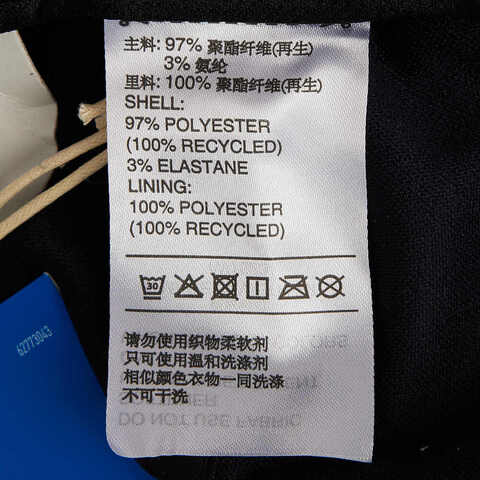 主料: 97% 聚酯纤维(再生)
3% 氨纶
里料: 100% 聚酯纤维(再生)
SHELL:
97% POLYESTER
(100% RECYCLED)
3% ELASTANE
LINING:
100% POLYESTER
(100% RECYCLED)
30
请勿使用织物柔软剂
只可使用温和洗涤剂
相似颜色衣物一同洗涤
不可干洗
DO NOT USE FABRIC
62773043